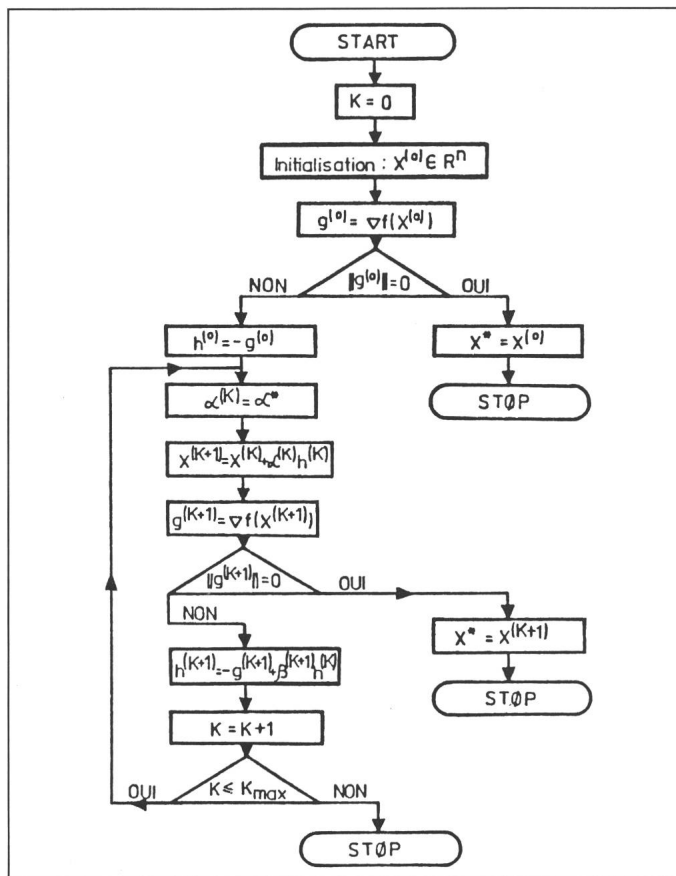 START
K = 0
Initialisation : X^(0) ∈ R^n
g^(0) = ∇f(X^(0))
‖g^(0)‖=0
NON
OUI
h^(0)=-g^(0)
X* = X^(0)
STØP
α^(K)=α*
X^(K+1)=X^(K)+α^(K)h^(K)
g^(K+1)=∇f(X^(K+1))
‖g^(K+1)‖=0
OUI
NON
X* = X^(K+1)
STØP
h^(K+1)=-g^(K+1)+β^(K+1)h^(K)
K = K+1
K ⩽ Kmax
OUI
NON
STØP